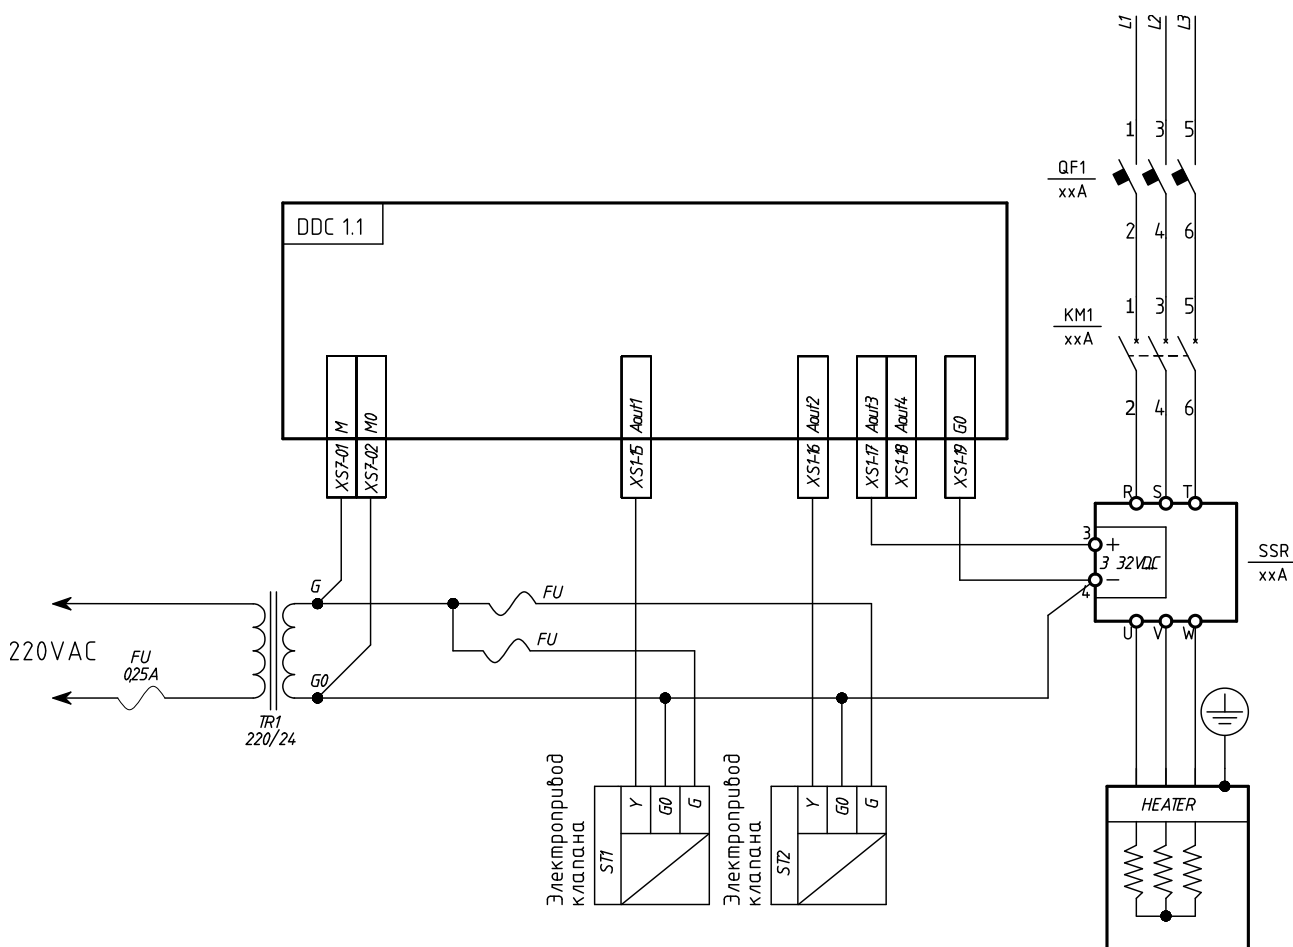 L1 L2 L3
1 3 5
QF1
xxA
2 4 6
DDC 1.1
1 3 5
KM1
xxA
2 4 6
XS7-01 M
XS7-02 M0
XS1-15 Aout1
XS1-16 Aout2
XS1-17 Aout3
XS1-18 Aout4
XS1-19 G0
R S T
3 +
3 32VDC
4 −
SSR
xxA
U V W
G
FU
FU
220VAC
FU
0,25A
G0
TR1
220/24
Электропривод
клапана
ST1
Y G0 G
Электропривод
клапана
ST2
Y G0 G
HEATER